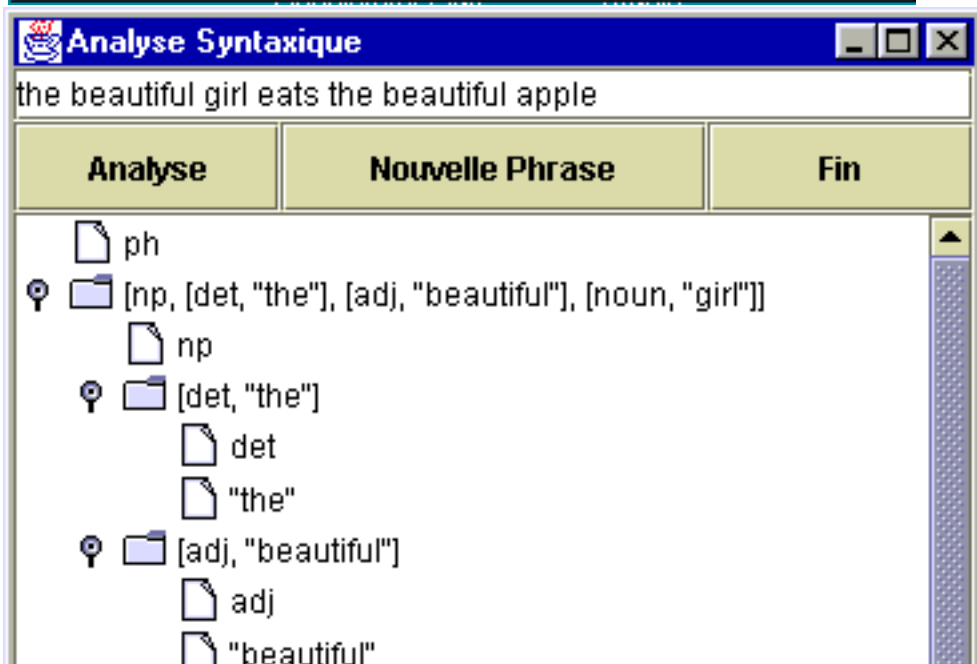 Analyse Syntaxique
the beautiful girl eats the beautiful apple
Analyse Nouvelle Phrase Fin
ph
[np, [det, "the"], [adj, "beautiful"], [noun, "girl"]]
np
[det, "the"]
det
"the"
[adj, "beautiful"]
adj
"beautiful"